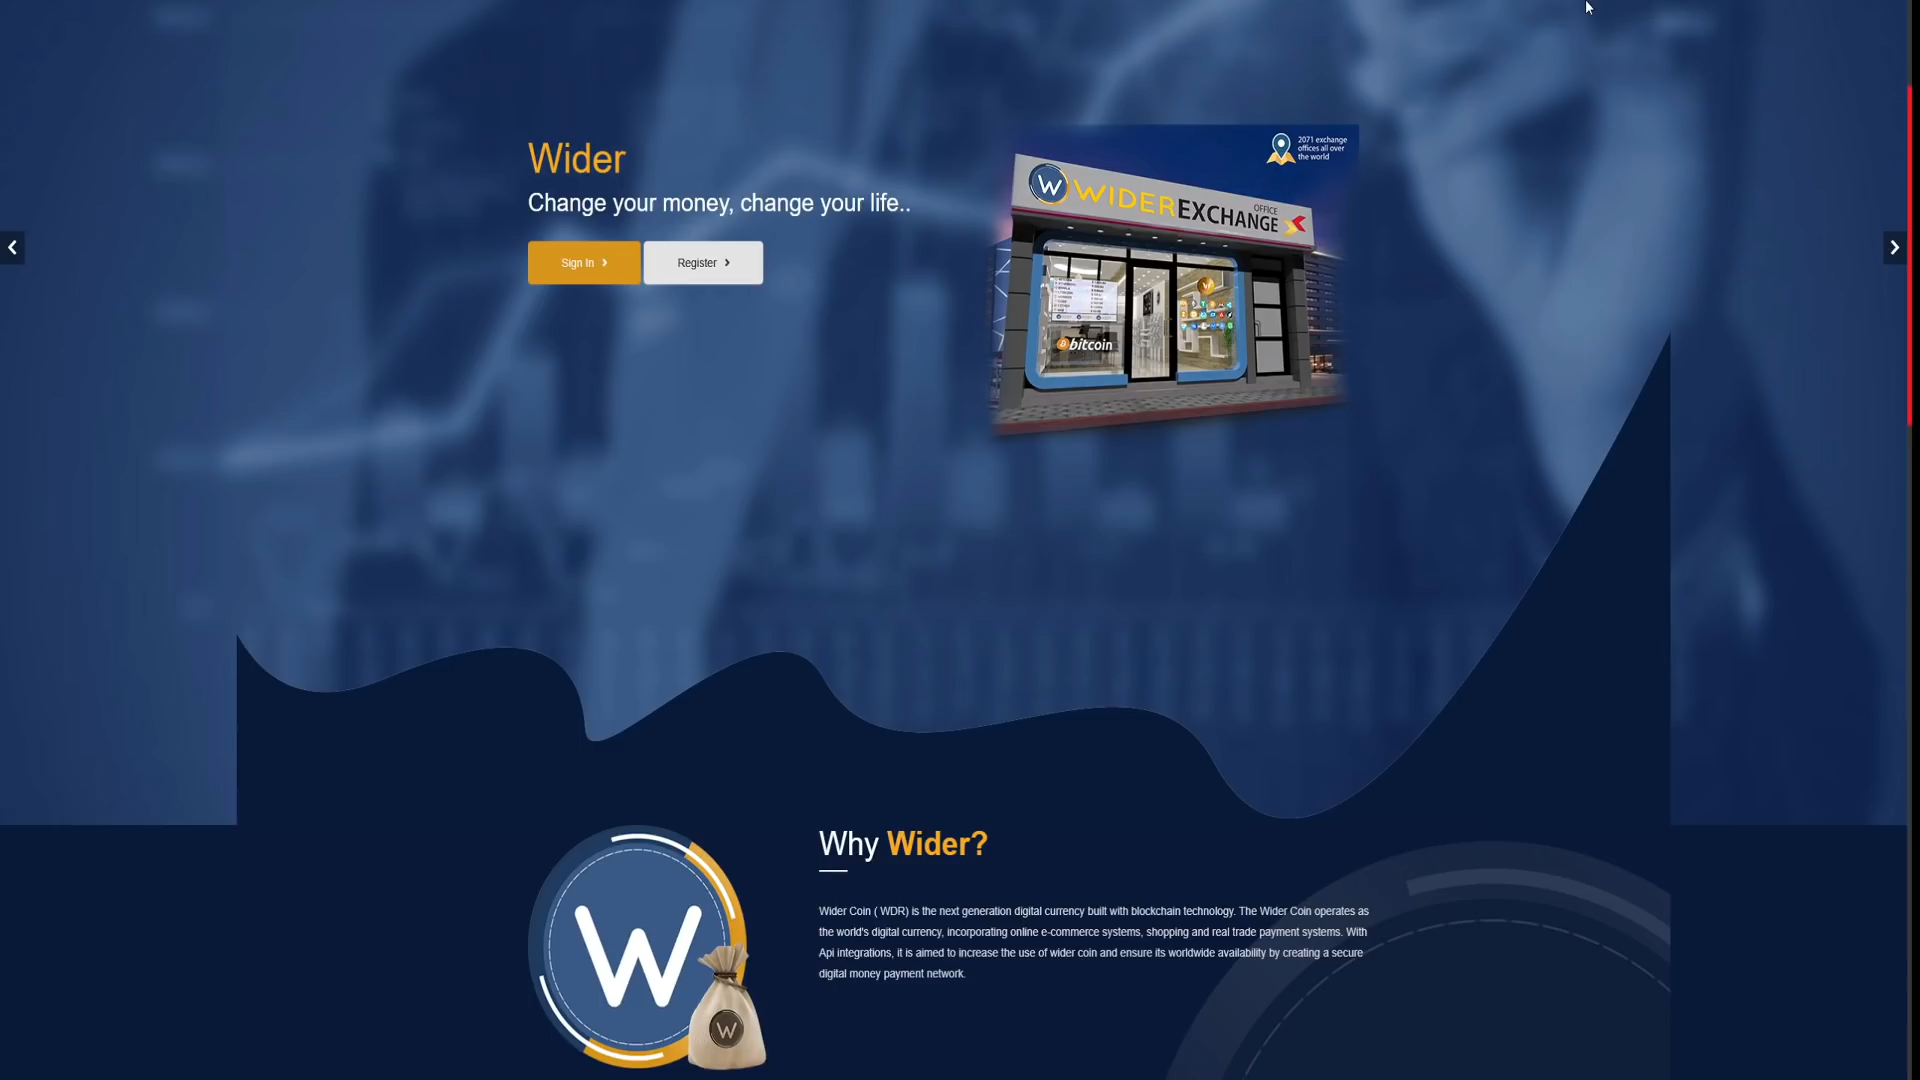 Wider
Change your money, change your life..
Sign In
Register
2071 exchange
offices all over
the world
W WIDER EXCHANGE
OFFICE
bitcoin
Why Wider?
Wider Coin ( WDR) is the next generation digital currency built with blockchain technology. The Wider Coin operates as
the world's digital currency, incorporating online e-commerce systems, shopping and real trade payment systems. With
Api integrations, it is aimed to increase the use of wider coin and ensure its worldwide availability by creating a secure
digital money payment network.
W
W